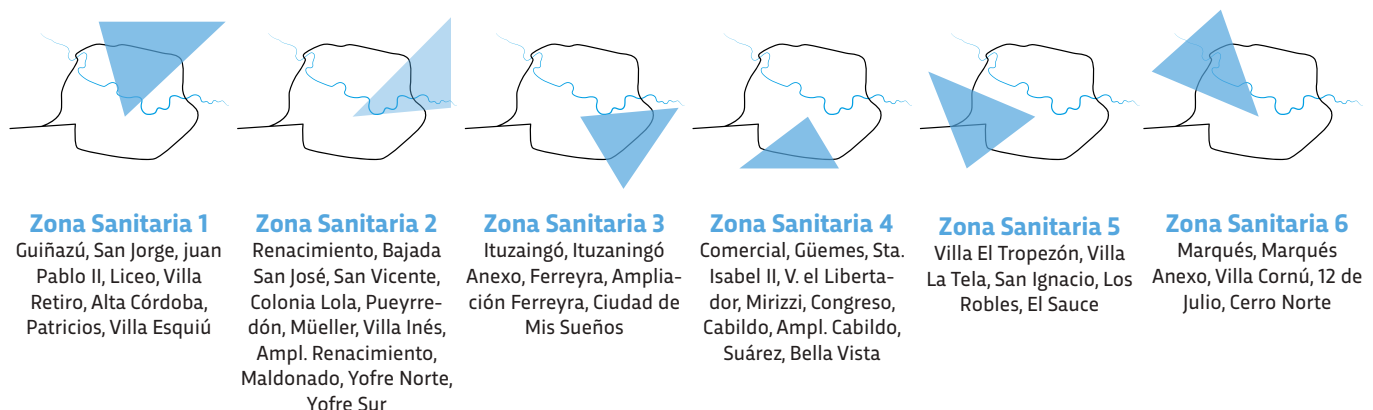 Zona Sanitaria 1
Guiñazú, San Jorge, juan
Pablo II, Liceo, Villa
Retiro, Alta Córdoba,
Patricios, Villa Esquiú
Zona Sanitaria 2
Renacimiento, Bajada
San José, San Vicente,
Colonia Lola, Pueyrre-
dón, Müeller, Villa Inés,
Ampl. Renacimiento,
Maldonado, Yofre Norte,
Yofre Sur
Zona Sanitaria 3
Ituzaingó, Ituzaningó
Anexo, Ferreyra, Amplia-
ción Ferreyra, Ciudad de
Mis Sueños
Zona Sanitaria 4
Comercial, Güemes, Sta.
Isabel II, V. el Liberta-
dor, Mirizzi, Congreso,
Cabildo, Ampl. Cabildo,
Suárez, Bella Vista
Zona Sanitaria 5
Villa El Tropezón, Villa
La Tela, San Ignacio, Los
Robles, El Sauce
Zona Sanitaria 6
Marqués, Marqués
Anexo, Villa Cornú, 12 de
Julio, Cerro Norte